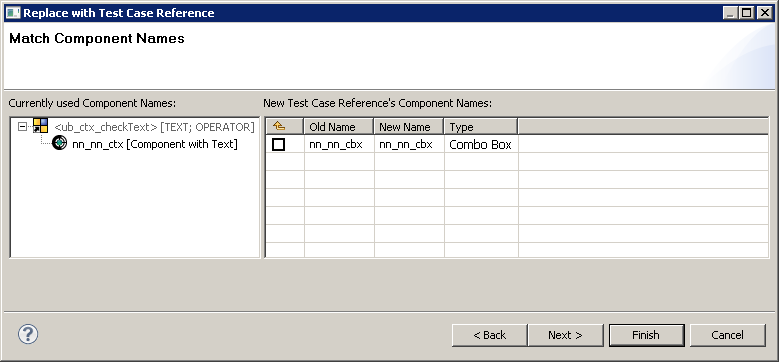 Replace with Test Case Reference
Match Component Names
Currently used Component Names:
New Test Case Reference's Component Names:
<ub_ctx_checkText> [TEXT; OPERATOR]
nn_nn_ctx [Component with Text]
Old Name New Name Type
nn_nn_cbx nn_nn_cbx Combo Box
?
< Back Next > Finish Cancel